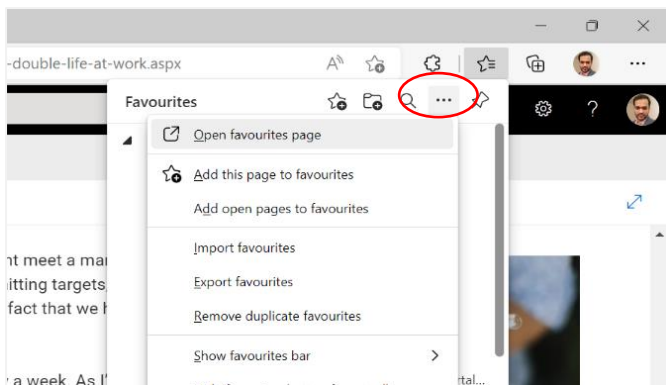 -double-life-at-work.aspx
Favourites
Open favourites page
Add this page to favourites
Add open pages to favourites
nt meet a mar
Import favourites
itting targets,
Export favourites
fact that we h
Remove duplicate favourites
Show favourites bar
a week. As I'
rtal...